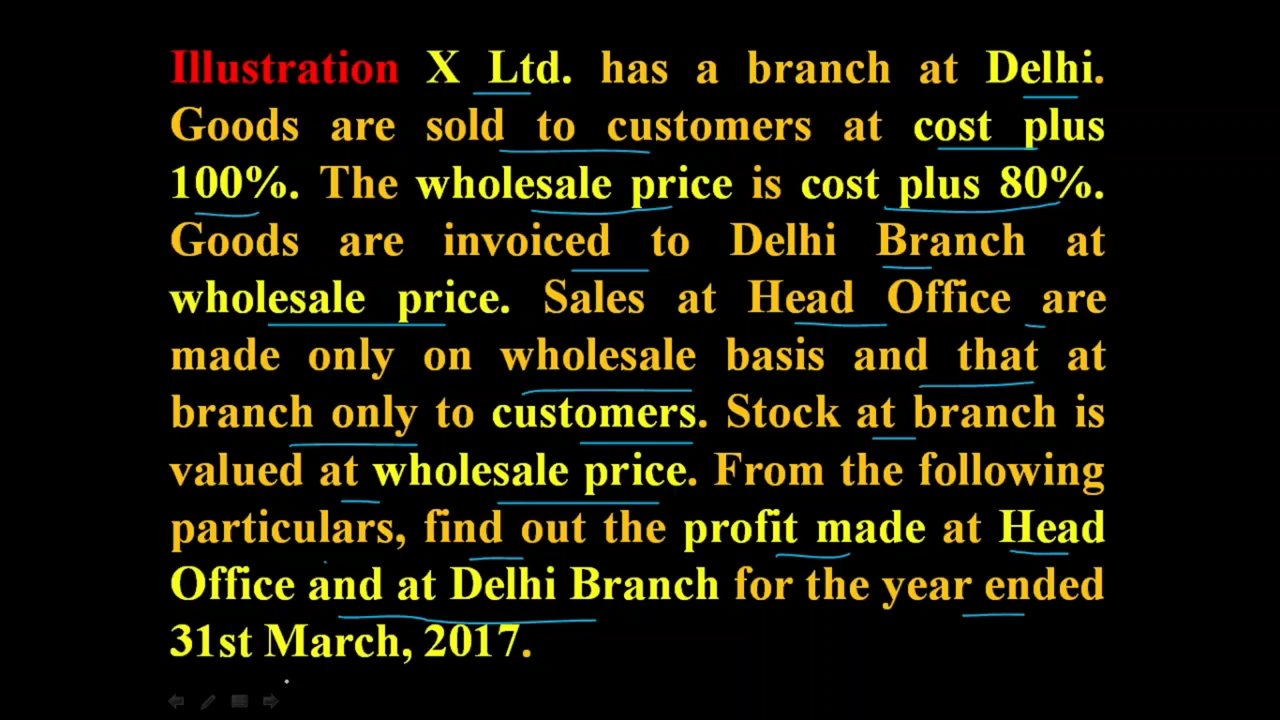 Illustration X Ltd. has a branch at Delhi.
Goods are sold to customers at cost plus
100%. The wholesale price is cost plus 80%.
Goods are invoiced to Delhi Branch at
wholesale price. Sales at Head Office are
made only on wholesale basis and that at
branch only to customers. Stock at branch is
valued at wholesale price. From the following
particulars, find out the profit made at Head
Office and at Delhi Branch for the year ended
31st March, 2017.